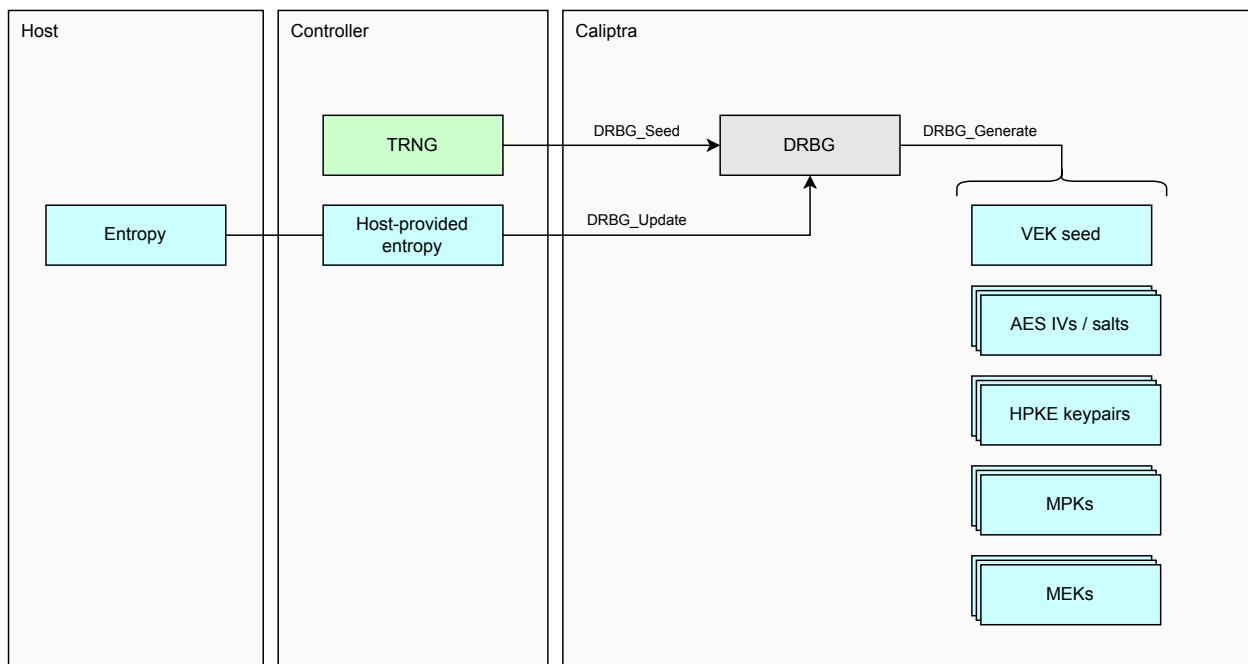 Host
Controller
Caliptra
TRNG
DRBG_Seed
DRBG
DRBG_Generate
Entropy
Host-provided
entropy
DRBG_Update
VEK seed
AES IVs / salts
HPKE keypairs
MPKs
MEKs